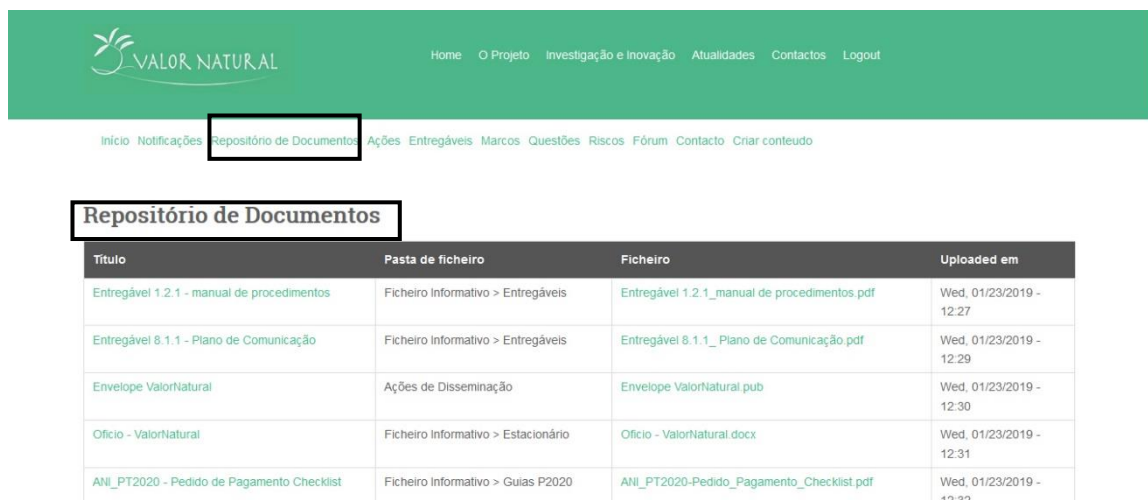 VALOR NATURAL
Home O Projeto Investigação e Inovação Atualidades Contactos Logout
Início Notificações Repositório de Documentos Ações Entregáveis Marcos Questões Riscos Fórum Contacto Criar conteudo
Repositório de Documentos
Título Pasta de ficheiro Ficheiro Uploaded em
Entregável 1.2.1 - manual de procedimentos Ficheiro Informativo > Entregáveis Entregável 1.2.1_manual de procedimentos.pdf Wed, 01/23/2019 -
12:27
Entregável 8.1.1 - Plano de Comunicação Ficheiro Informativo > Entregáveis Entregável 8.1.1_ Plano de Comunicação.pdf Wed, 01/23/2019 -
12:29
Envelope ValorNatural Ações de Disseminação Envelope ValorNatural.pub Wed, 01/23/2019 -
12:30
Oficio - ValorNatural Ficheiro Informativo > Estacionário Oficio - ValorNatural.docx Wed, 01/23/2019 -
12:31
ANI_PT2020 - Pedido de Pagamento Checklist Ficheiro Informativo > Guias P2020 ANI_PT2020-Pedido_Pagamento_Checklist.pdf Wed, 01/23/2019 -
12:32